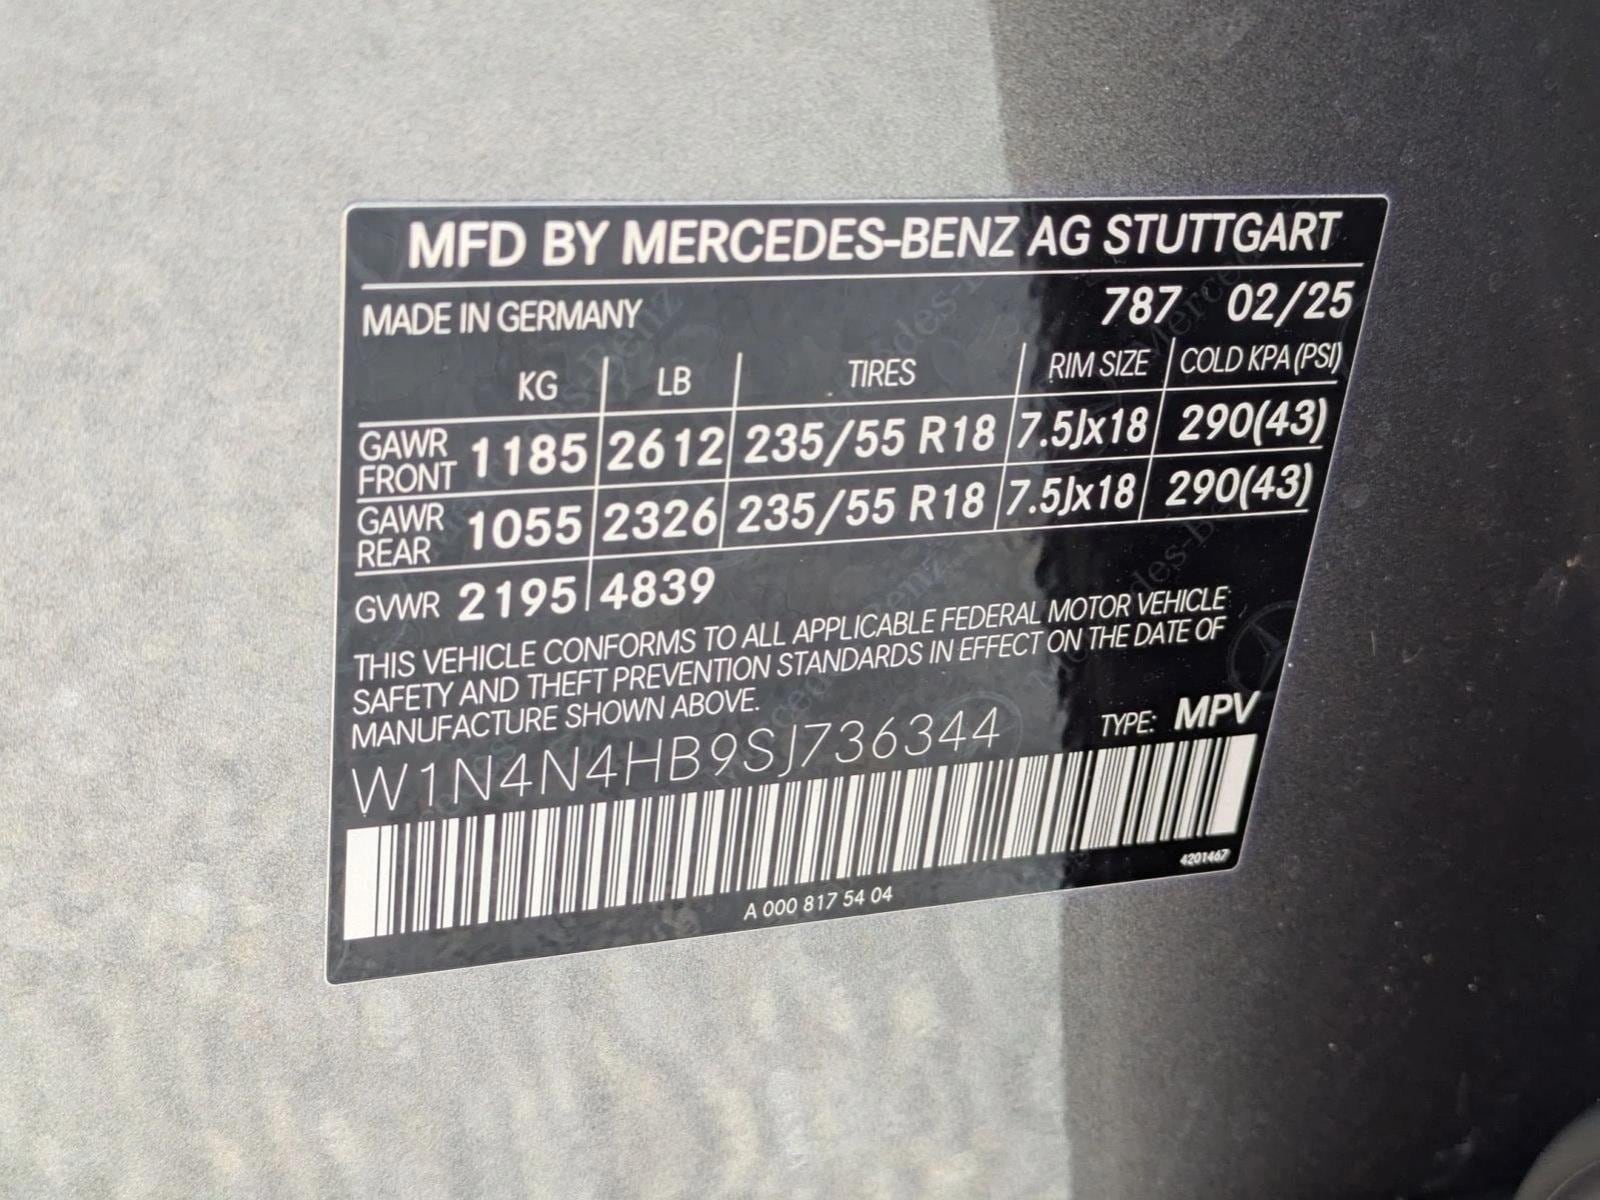 MFD BY MERCEDES-BENZ AG STUTTGART
MADE IN GERMANY 787 02/25
KG LB TIRES RIM SIZE COLD KPA(PSI)
GAWR FRONT 1185 2612 235/55 R18 7.5Jx18 290(43)
GAWR REAR 1055 2326 235/55 R18 7.5Jx18 290(43)
GVWR 2195 4839
THIS VEHICLE CONFORMS TO ALL APPLICABLE FEDERAL MOTOR VEHICLE
SAFETY AND THEFT PREVENTION STANDARDS IN EFFECT ON THE DATE OF
MANUFACTURE SHOWN ABOVE.
TYPE: MPV
W1N4N4HB9SJ736344
4201467
A 000 817 54 04